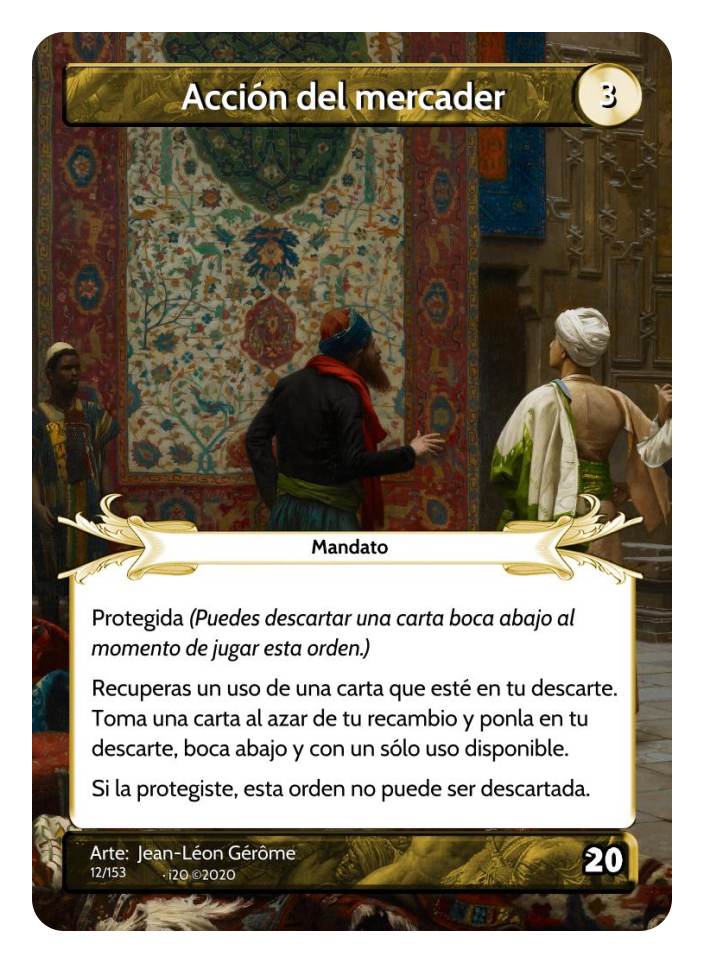 Acción del mercader
3
Mandato
Protegida (Puedes descartar una carta boca abajo al
momento de jugar esta orden.)
Recuperas un uso de una carta que esté en tu descarte.
Toma una carta al azar de tu recambio y ponla en tu
descarte, boca abajo y con un sólo uso disponible.
Si la protegiste, esta orden no puede ser descartada.
Arte: Jean-Léon Gérôme
12/153 · i20 ©2020
20